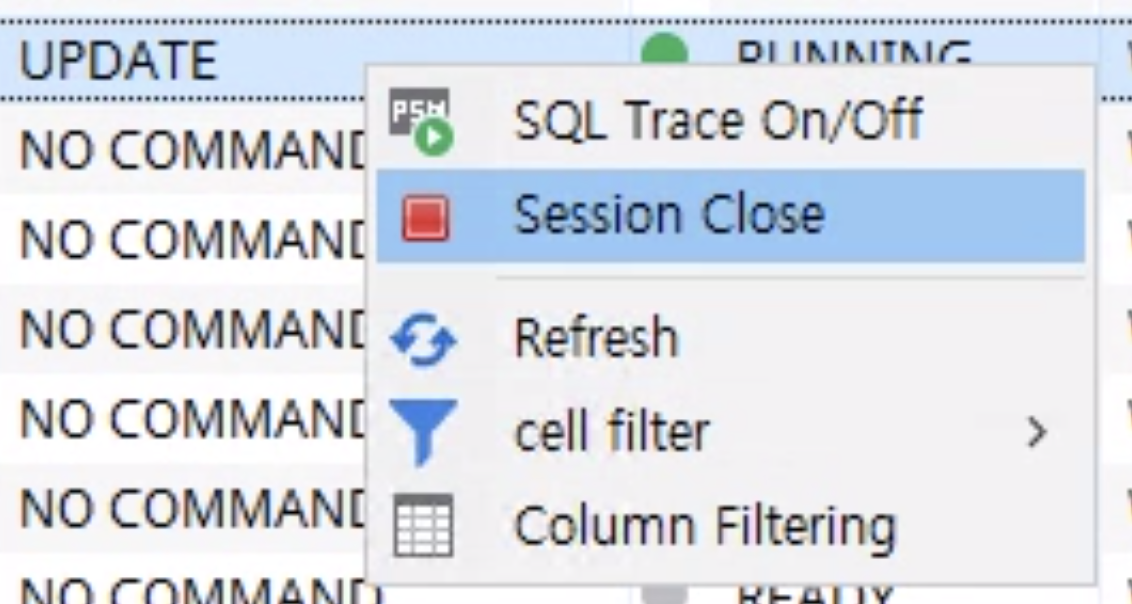 UPDATE
RUNNING
SQL Trace On/Off
NO COMMAND
Session Close
NO COMMAND
NO COMMAND
Refresh
NO COMMAND
cell filter
NO COMMAND
Column Filtering
NO COMMAND
READY